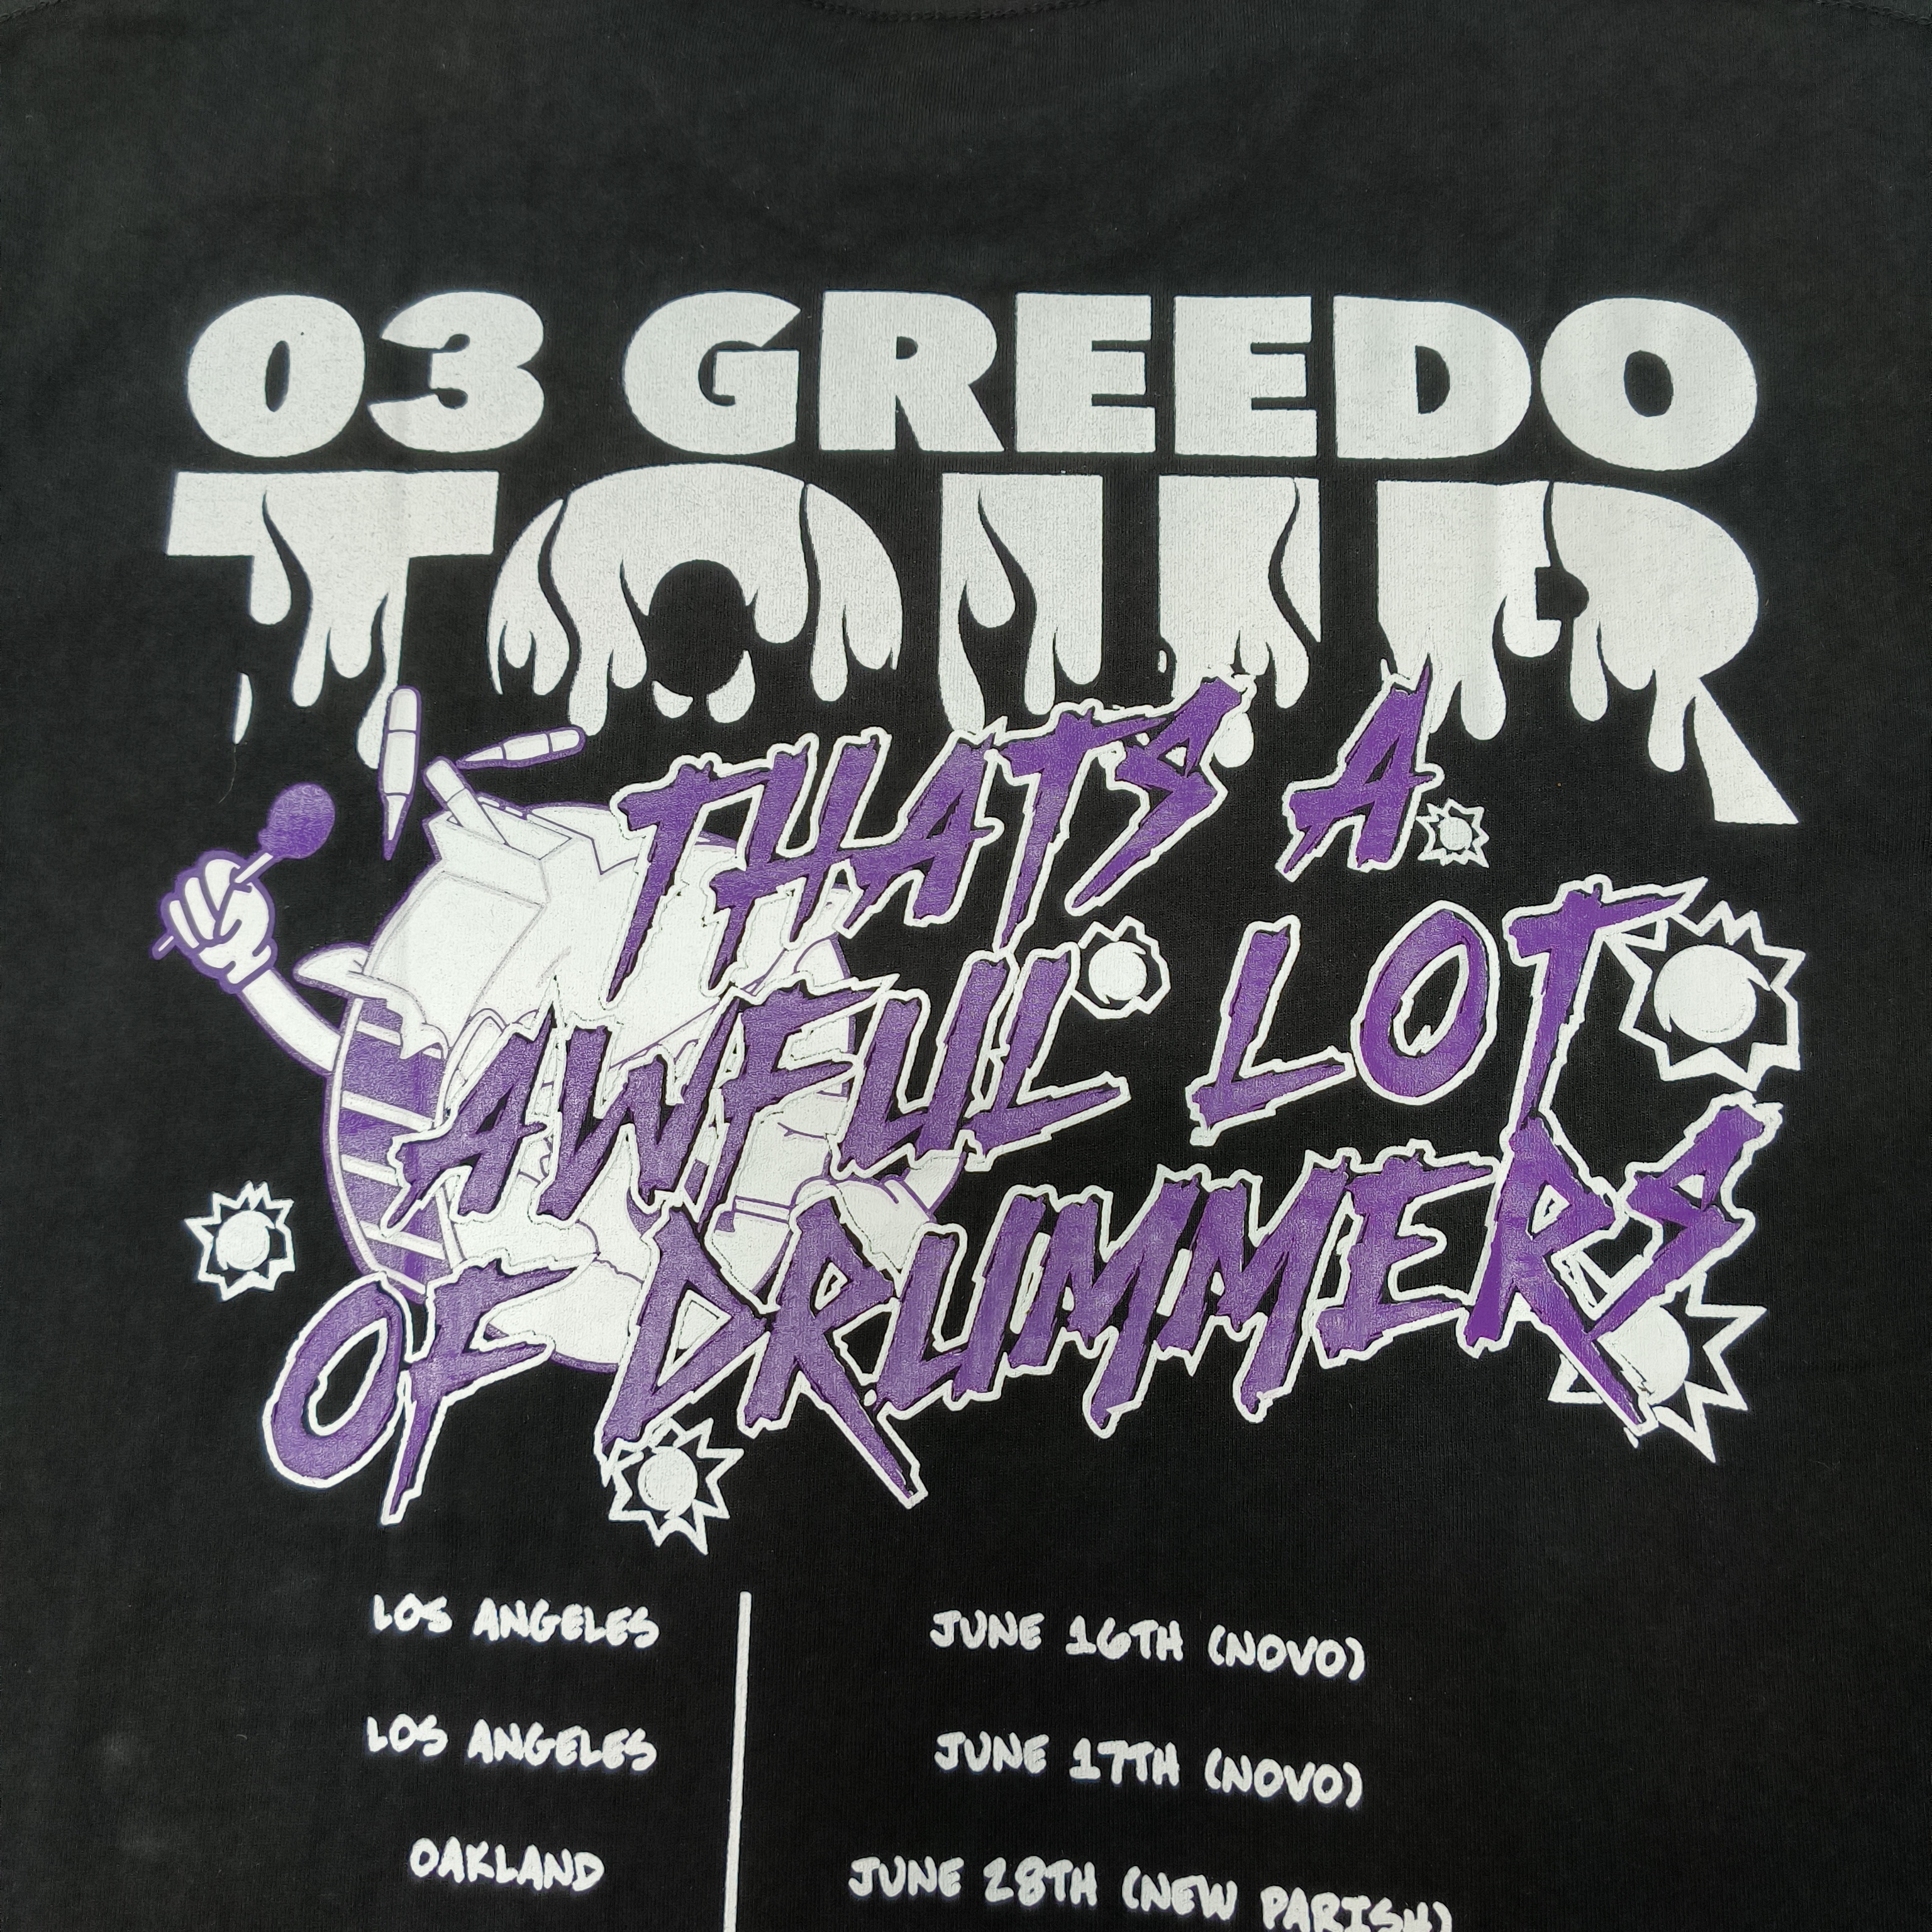 03 GREEDO
TOUR
THATS A
AWFUL LOT
OF DRUMMERS
LOS ANGELES JUNE 16TH (NOVO)
LOS ANGELES JUNE 17TH (NOVO)
OAKLAND JUNE 28TH (NEW PARISH)